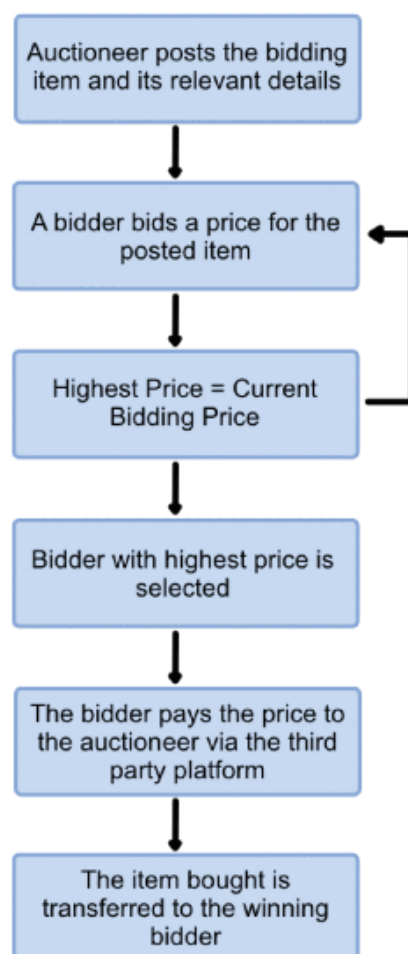 Auctioneer posts the bidding
item and its relevant details
A bidder bids a price for the
posted item
Highest Price = Current
Bidding Price
Bidder with highest price is
selected
The bidder pays the price to
the auctioneer via the third
party platform
The item bought is
transferred to the winning
bidder